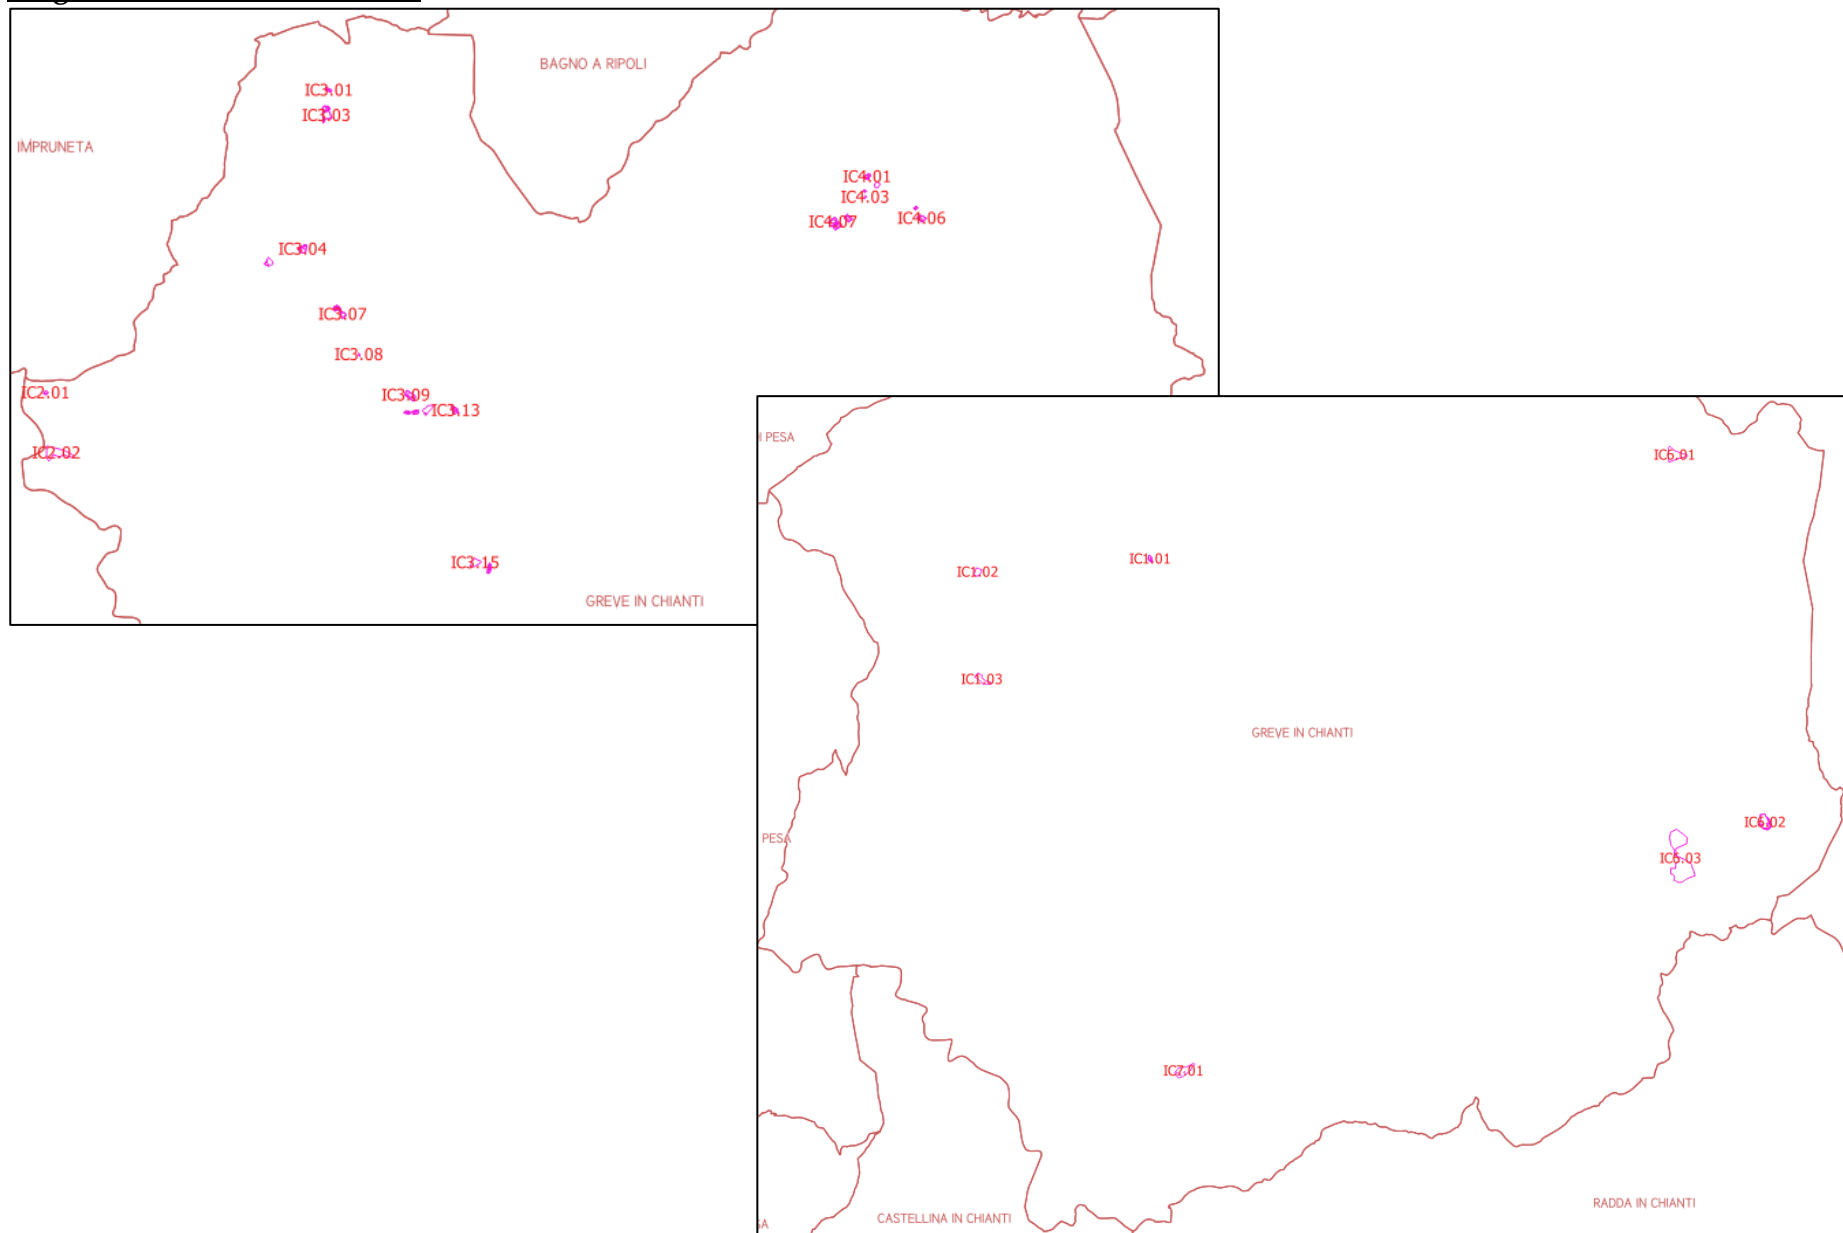 BAGNO A RIPOLI
IC3.01
IC3.03
IMPRUNETA
IC4.01
IC4.03
IC4.07
IC4.06
IC3.04
IC3.07
IC3.08
IC2.01
IC3.09
IC3.13
IC2.02
IC3.15
GREVE IN CHIANTI
PESA
IC6.01
IC1.01
IC1.02
IC1.03
GREVE IN CHIANTI
IC6.02
PESA
IC6.03
IC7.01
RADDA IN CHIANTI
CASTELLINA IN CHIANTI